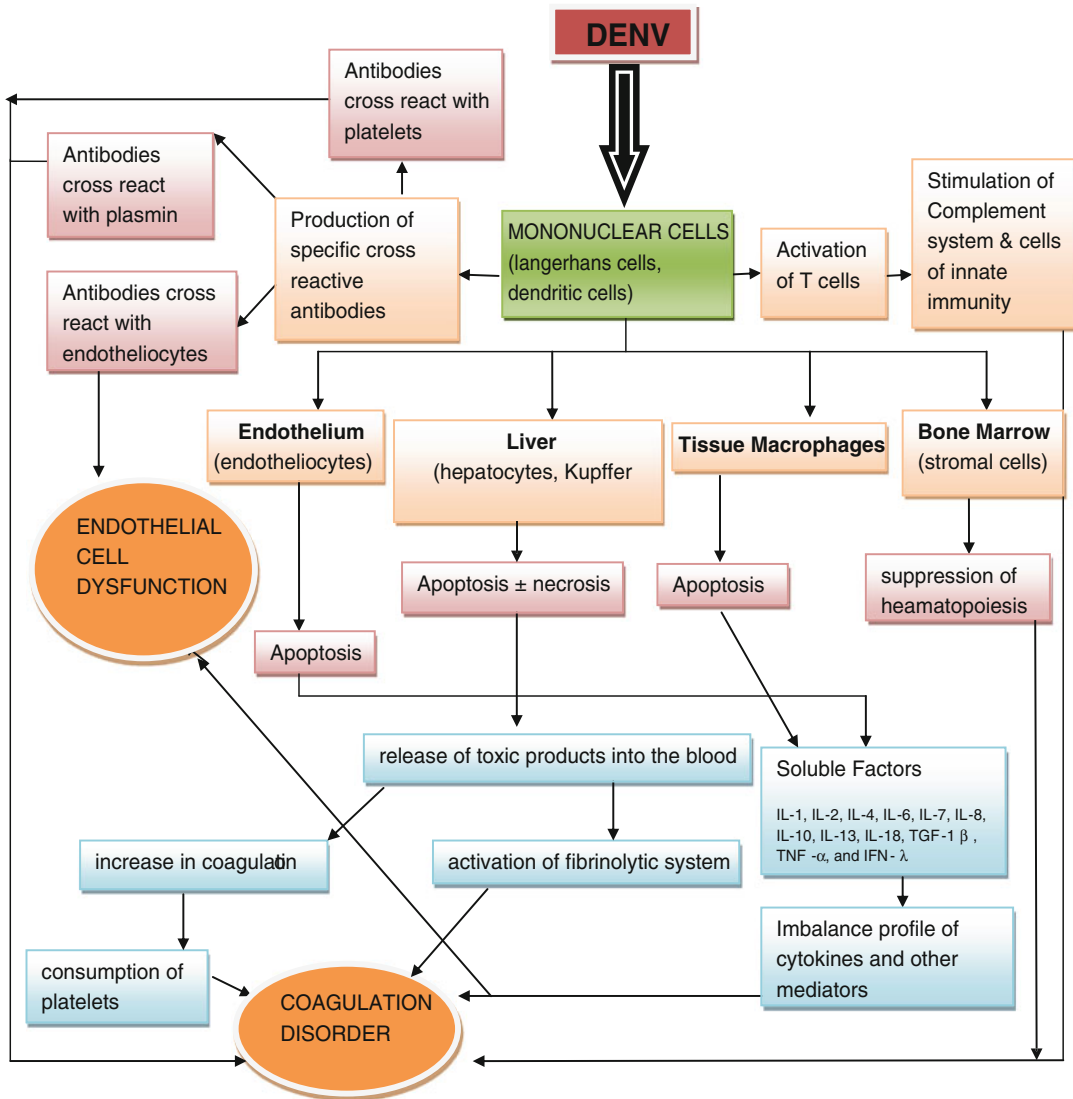 DENV
Antibodies
cross react with
platelets
Antibodies
cross react
with plasmin
Production of
specific cross
reactive
antibodies
MONONUCLEAR CELLS
(langerhans cells,
dendritic cells)
Activation
of T cells
Stimulation of
Complement
system & cells
of innate
immunity
Antibodies cross
react with
endotheliocytes
Endothelium
(endotheliocytes)
Liver
(hepatocytes, Kupffer
Tissue Macrophages
Bone Marrow
(stromal cells)
ENDOTHELIAL
CELL
DYSFUNCTION
Apoptosis
Apoptosis ± necrosis
Apoptosis
suppression of
heamatopoiesis
release of toxic products into the blood
Soluble Factors
IL-1, IL-2, IL-4, IL-6, IL-7, IL-8,
IL-10, IL-13, IL-18, TGF-1 β ,
TNF -α, and IFN- λ
increase in coagulatin
activation of fibrinolytic system
consumption of
platelets
Imbalance profile of
cytokines and other
mediators
COAGULATION
DISORDER